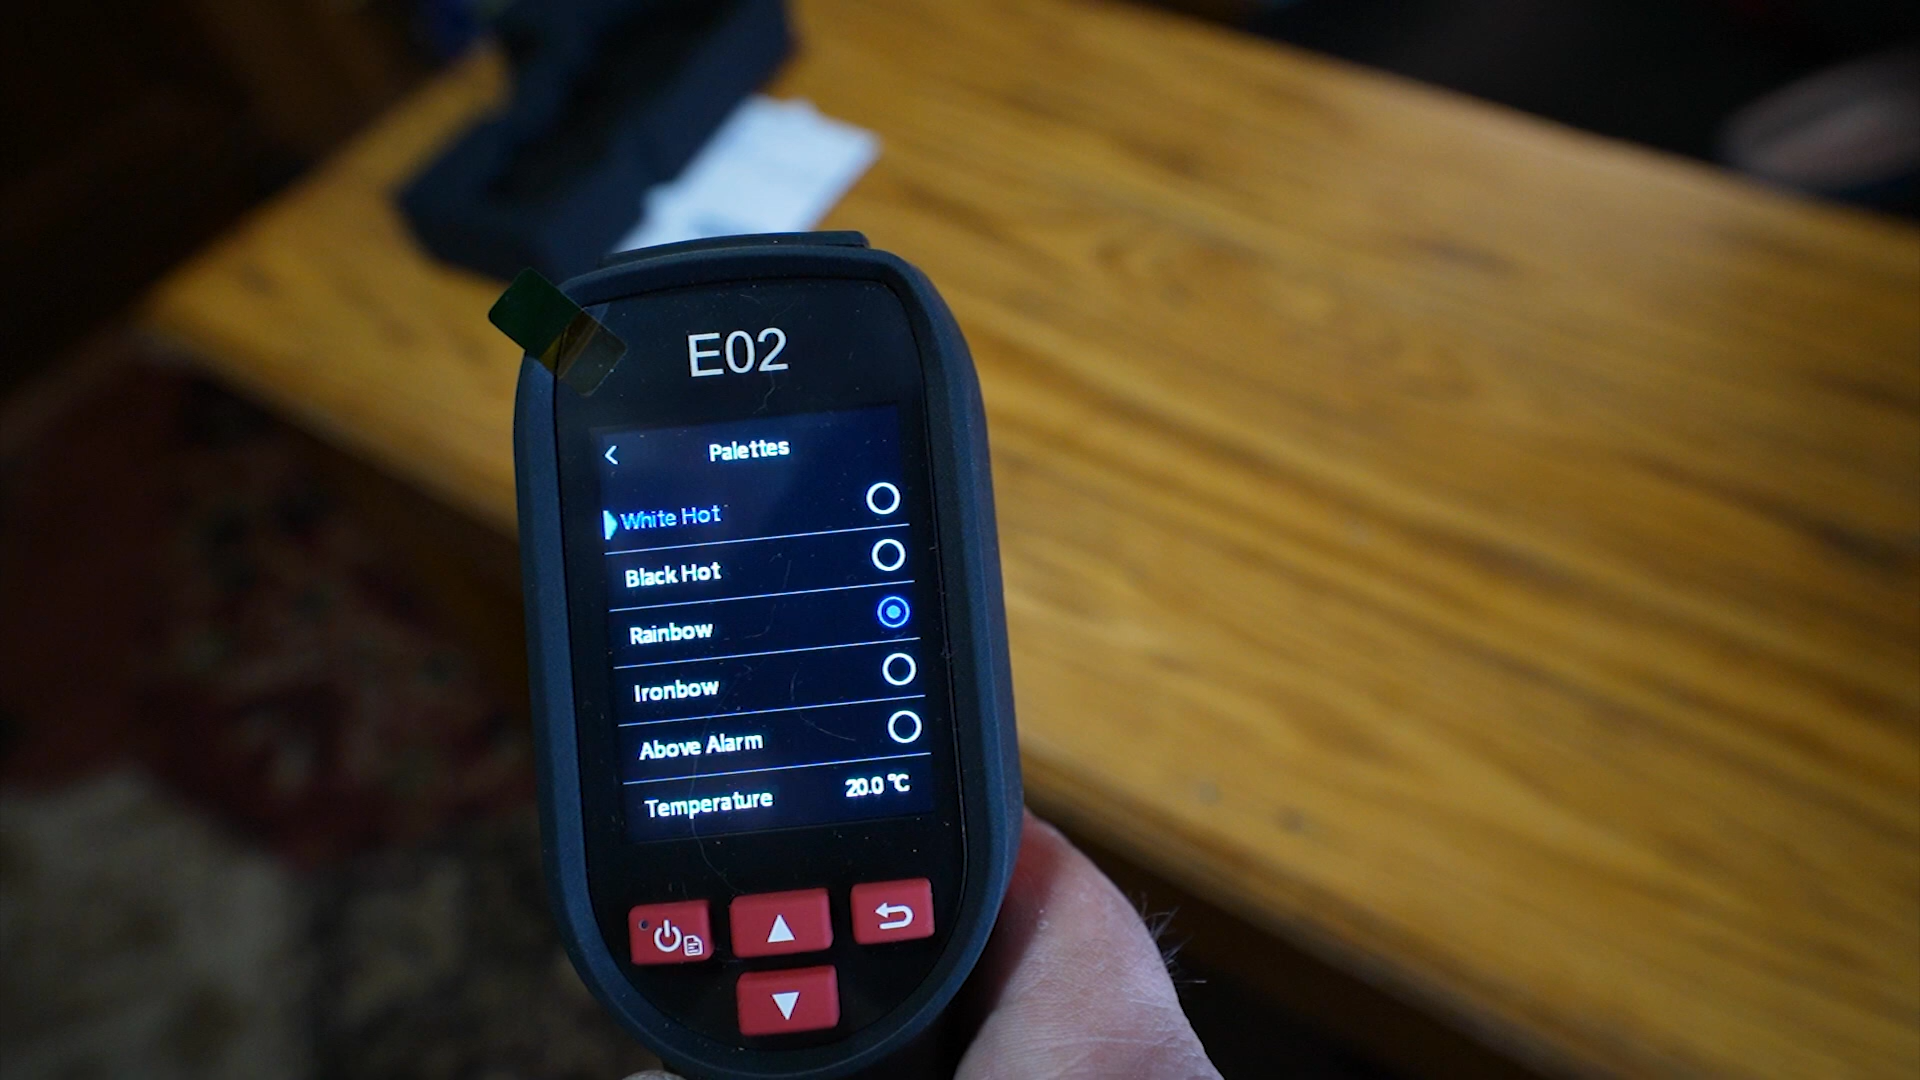 E02
Palettes
White Hot
Black Hot
Rainbow
Ironbow
Above Alarm
Temperature 20.0 °C